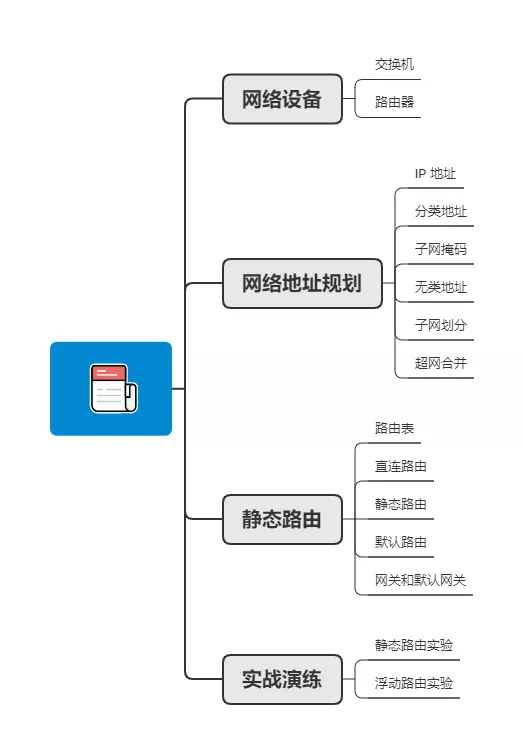 网络设备
交换机
路由器
网络地址规划
IP 地址
分类地址
子网掩码
无类地址
子网划分
超网合并
静态路由
路由表
直连路由
静态路由
默认路由
网关和默认网关
实战演练
静态路由实验
浮动路由实验